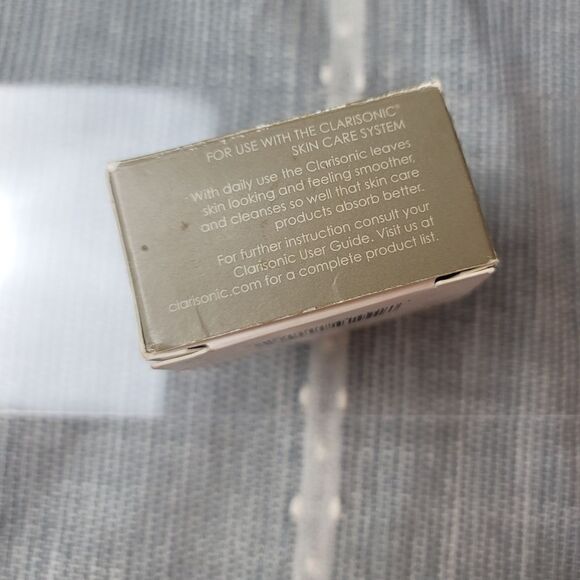 FOR USE WITH THE CLARISONIC®
SKIN CARE SYSTEM
With daily use the Clarisonic leaves
skin looking and feeling smoother,
and cleanses so well that skin care
products absorb better.
For further instruction consult your
Clarisonic User Guide. Visit us at
clarisonic.com for a complete product list.